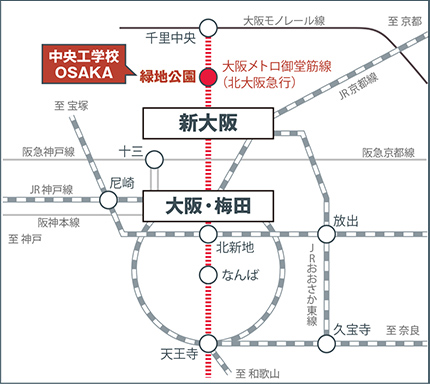 大阪モノレール線
至 京都
千里中央
中央工学校
OSAKA
緑地公園
大阪メトロ御堂筋線
（北大阪急行）
JR京都線
至 宝塚
新大阪
阪急神戸線
十三
阪急京都線
尼崎
JR神戸線
大阪・梅田
阪神本線
至 神戸
北新地
放出
JRおおさか東線
なんば
天王寺
久宝寺
至 奈良
至 和歌山